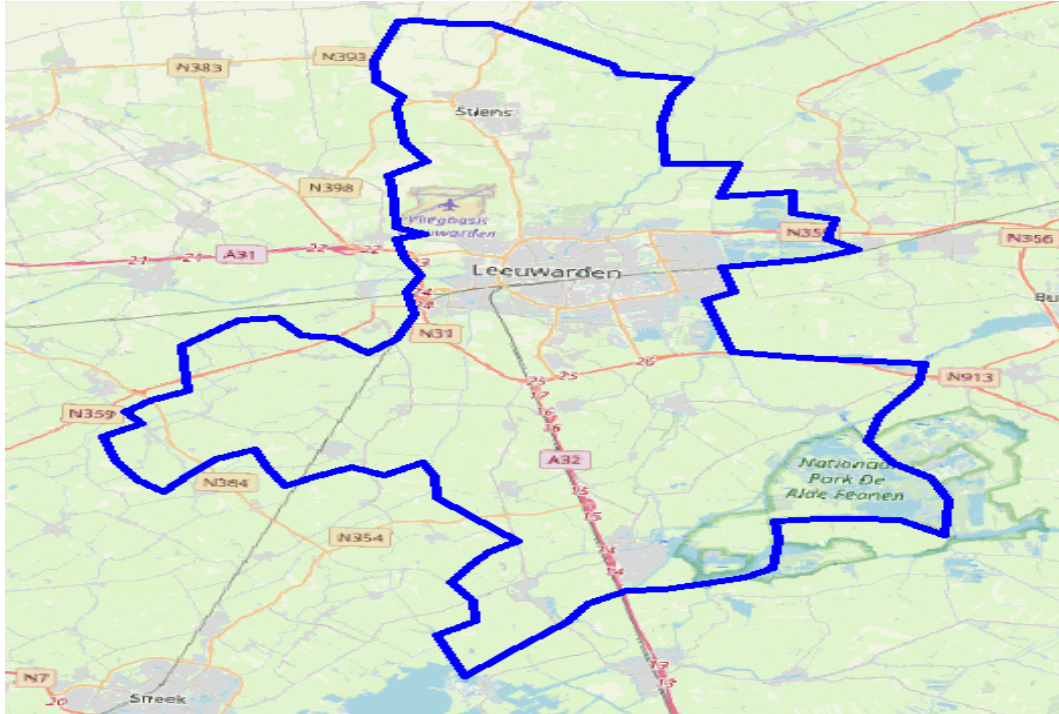 N393
N383
Stiens
N398
Vliegbasis
N355
22
22
21
21
A31
N356
23
Leeuwarden
24
24
Bu
N31
26
25
25
N913
17
N359
16
16
Nationaal
A32
Park De
Alde Feanen
N384
15
15
N354
14
14
13
13
N7
20
Sneek